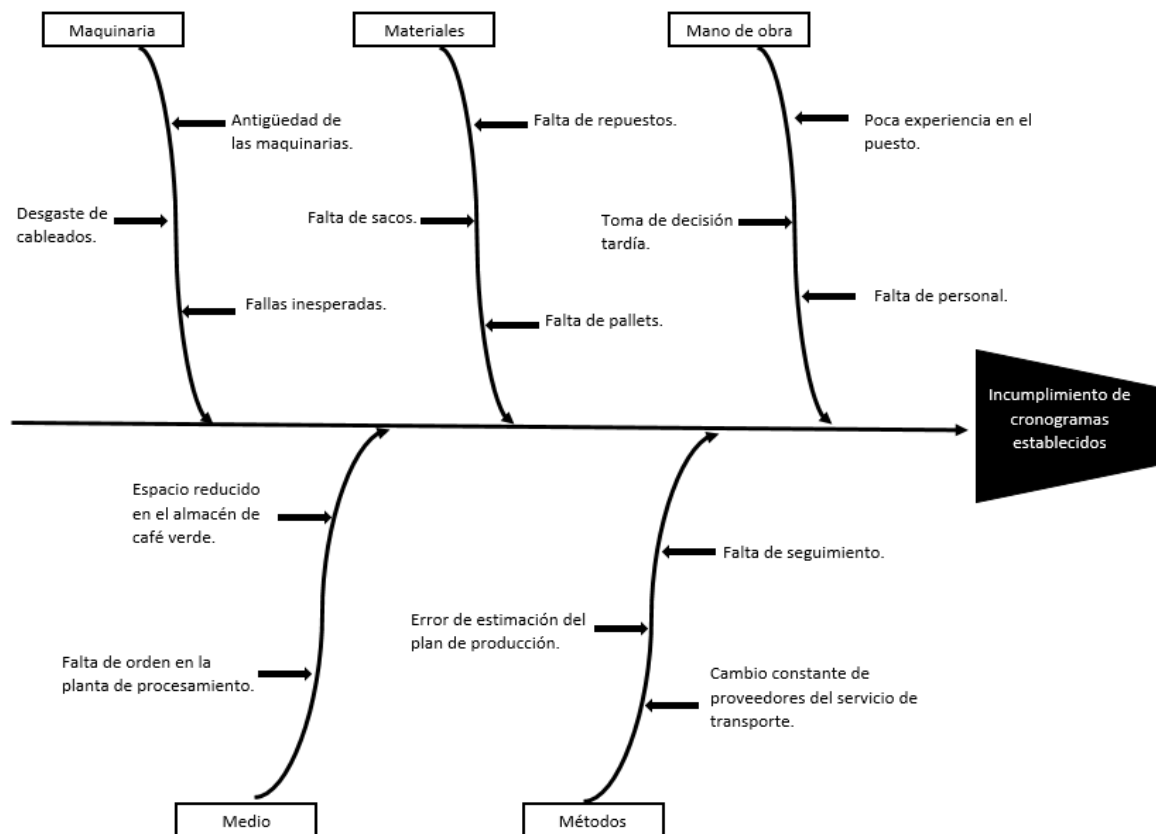 Maquinaria
Materiales
Mano de obra
Antigüedad de
las maquinarias.
Desgaste de
cableados.
Fallas inesperadas.
Falta de repuestos.
Falta de sacos.
Falta de pallets.
Poca experiencia en el
puesto.
Toma de decisión
tardía.
Falta de personal.
Incumplimiento de
cronogramas
establecidos
Espacio reducido
en el almacén de
café verde.
Falta de orden en la
planta de procesamiento.
Falta de seguimiento.
Error de estimación del
plan de producción.
Cambio constante de
proveedores del servicio de
transporte.
Medio
Métodos